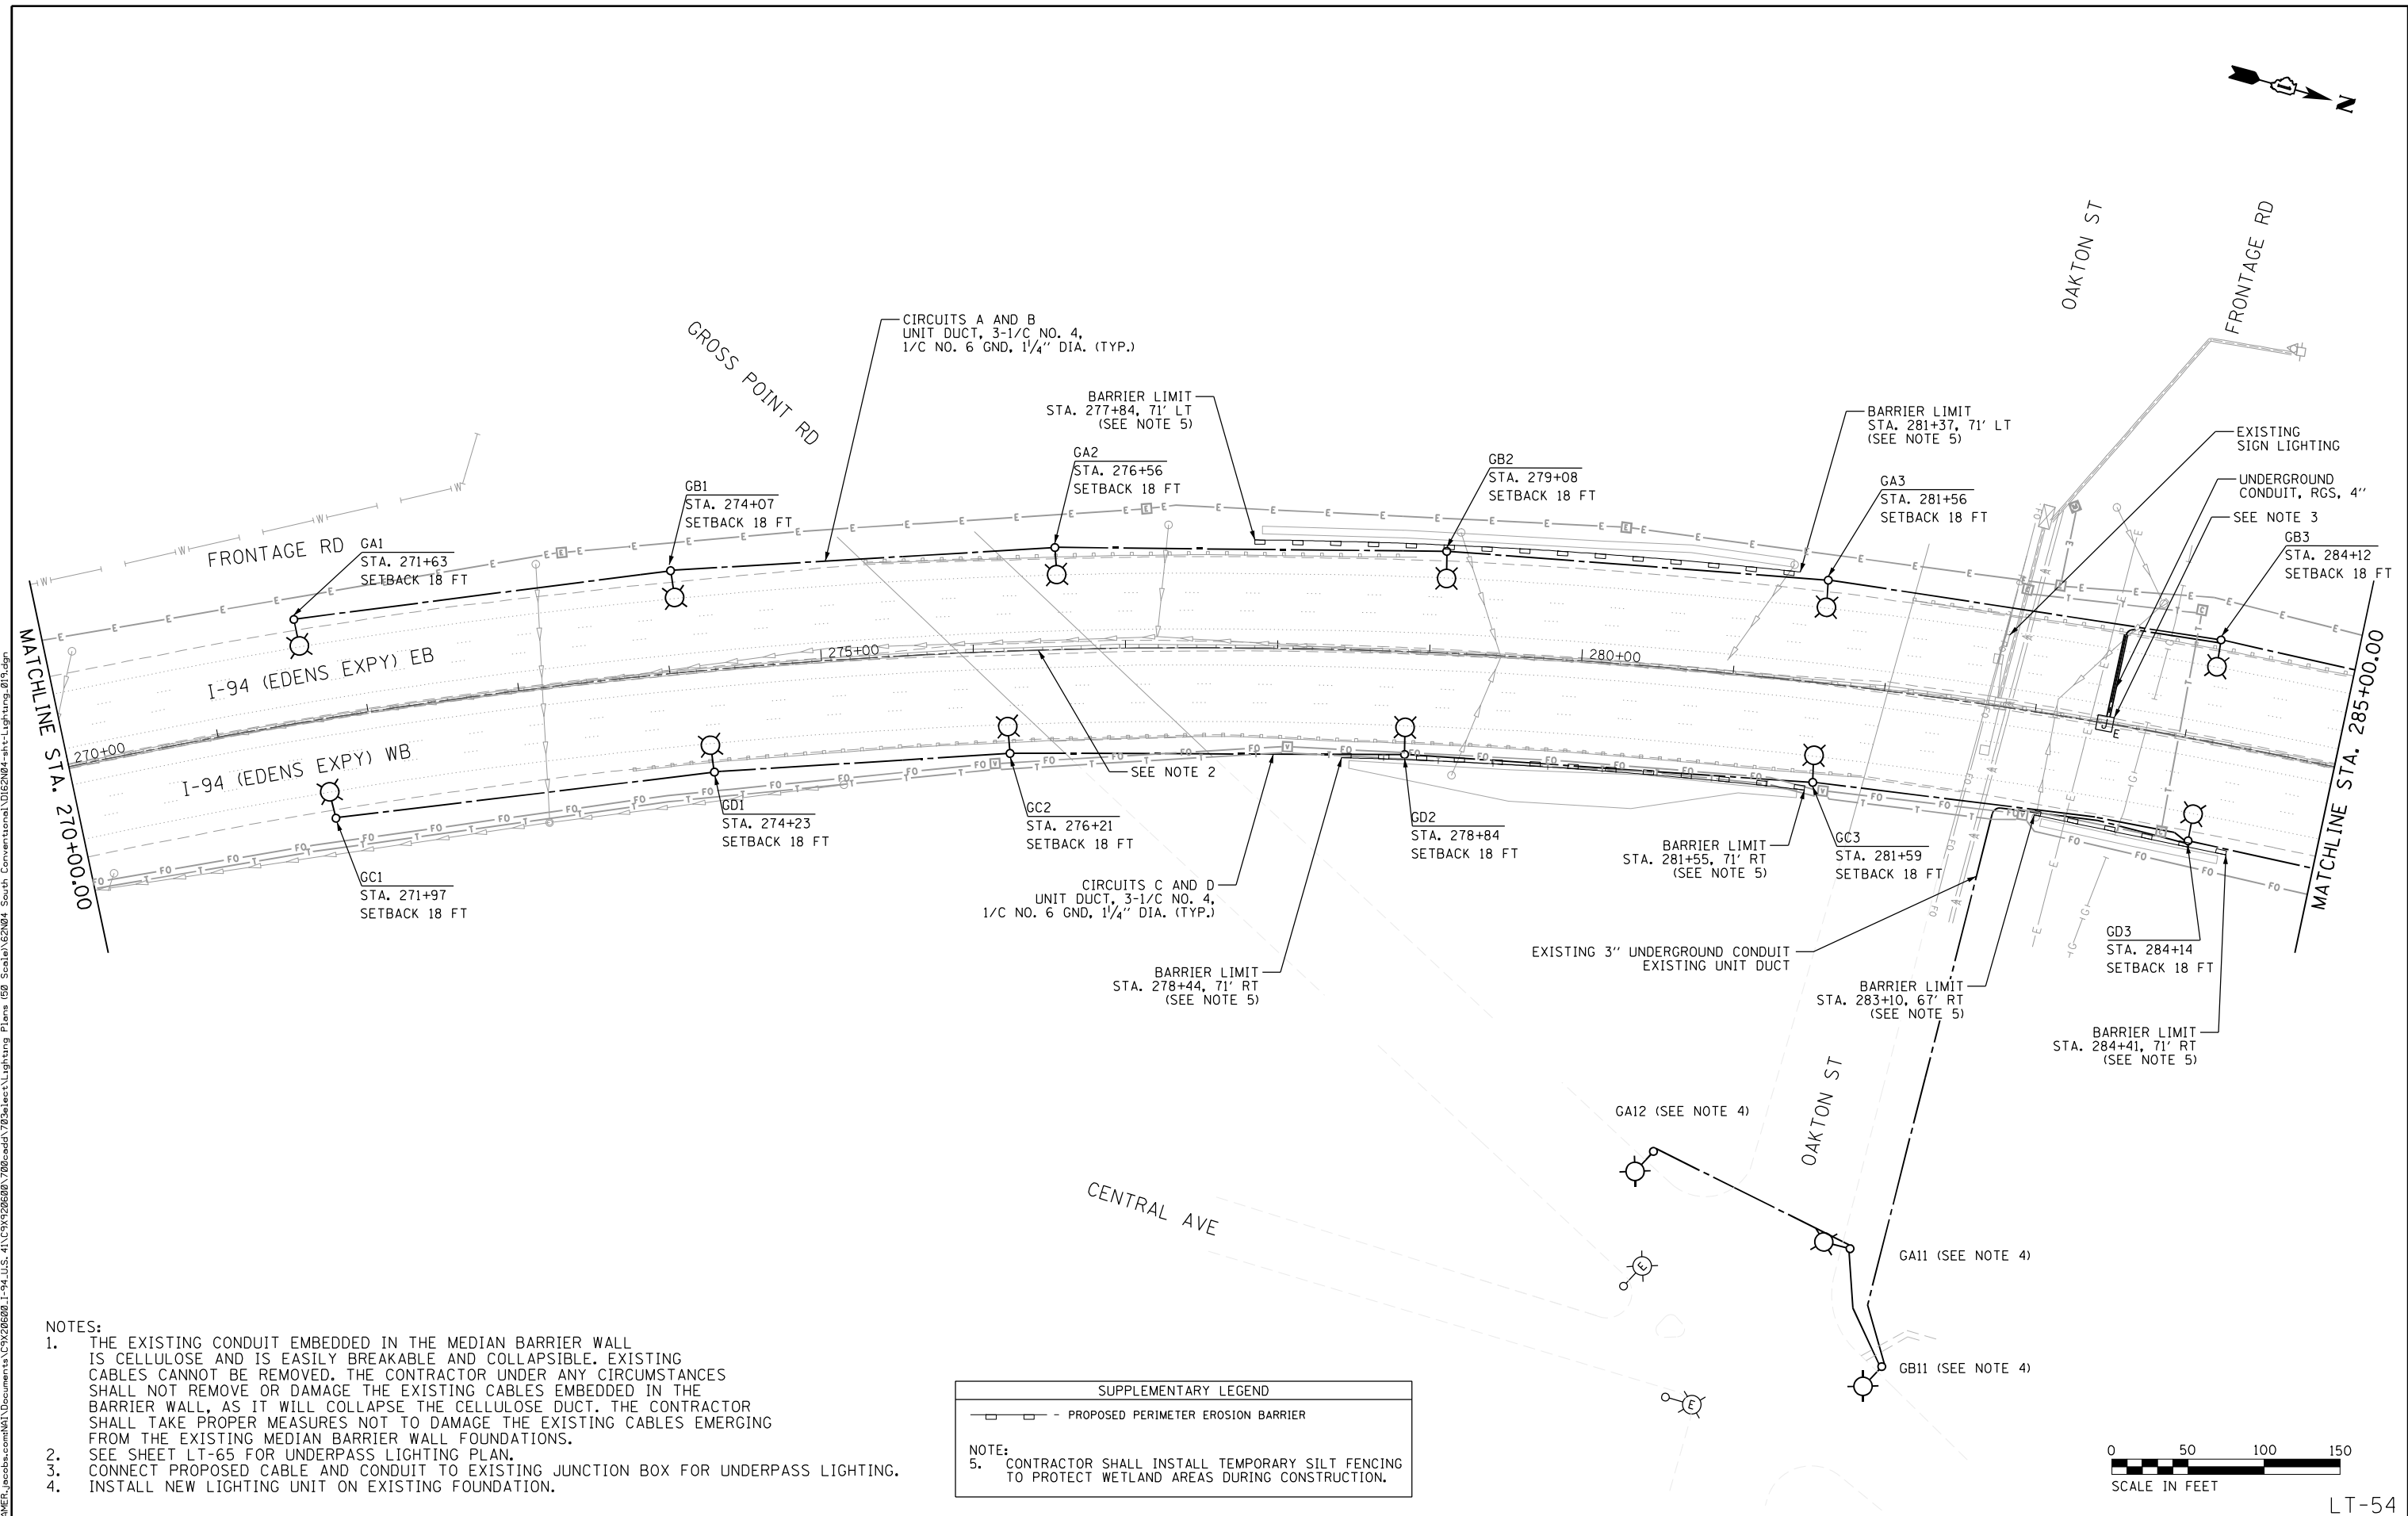 N
OAKTON ST
FRONTAGE RD
GROSS POINT RD
CIRCUITS A AND B
UNIT DUCT, 3-1/C NO. 4,
1/C NO. 6 GND, 1 1/4" DIA. (TYP.)
BARRIER LIMIT
STA. 277+84, 71' LT
(SEE NOTE 5)
BARRIER LIMIT
STA. 281+37, 71' LT
(SEE NOTE 5)
EXISTING
SIGN LIGHTING
UNDERGROUND
CONDUIT, RGS, 4"
SEE NOTE 3
GA2
STA. 276+56
SETBACK 18 FT
GB2
STA. 279+08
SETBACK 18 FT
GA3
STA. 281+56
SETBACK 18 FT
GB1
STA. 274+07
SETBACK 18 FT
GB3
STA. 284+12
SETBACK 18 FT
FRONTAGE RD
GA1
STA. 271+63
SETBACK 18 FT
MATCHLINE STA. 270+00.00
I-94 (EDENS EXPY) EB
275+00
280+00
MATCHLINE STA. 285+00.00
270+00
I-94 (EDENS EXPY) WB
SEE NOTE 2
J
E
GD1
STA. 274+23
SETBACK 18 FT
GC2
STA. 276+21
SETBACK 18 FT
GD2
STA. 278+84
SETBACK 18 FT
BARRIER LIMIT
STA. 281+55, 71' RT
(SEE NOTE 5)
GC3
STA. 281+59
SETBACK 18 FT
GC1
STA. 271+97
SETBACK 18 FT
CIRCUITS C AND D
UNIT DUCT, 3-1/C NO. 4,
1/C NO. 6 GND, 1 1/4" DIA. (TYP.)
EXISTING 3" UNDERGROUND CONDUIT
EXISTING UNIT DUCT
GD3
STA. 284+14
SETBACK 18 FT
BARRIER LIMIT
STA. 278+44, 71' RT
(SEE NOTE 5)
BARRIER LIMIT
STA. 283+10, 67' RT
(SEE NOTE 5)
BARRIER LIMIT
STA. 284+41, 71' RT
(SEE NOTE 5)
OAKTON ST
GA12 (SEE NOTE 4)
CENTRAL AVE
GA11 (SEE NOTE 4)
E
GB11 (SEE NOTE 4)
E
NOTES:
1. THE EXISTING CONDUIT EMBEDDED IN THE MEDIAN BARRIER WALL
IS CELLULOSE AND IS EASILY BREAKABLE AND COLLAPSIBLE. EXISTING
CABLES CANNOT BE REMOVED. THE CONTRACTOR UNDER ANY CIRCUMSTANCES
SHALL NOT REMOVE OR DAMAGE THE EXISTING CABLES EMBEDDED IN THE
BARRIER WALL, AS IT WILL COLLAPSE THE CELLULOSE DUCT. THE CONTRACTOR
SHALL TAKE PROPER MEASURES NOT TO DAMAGE THE EXISTING CABLES EMERGING
FROM THE EXISTING MEDIAN BARRIER WALL FOUNDATIONS.
2. SEE SHEET LT-65 FOR UNDERPASS LIGHTING PLAN.
3. CONNECT PROPOSED CABLE AND CONDUIT TO EXISTING JUNCTION BOX FOR UNDERPASS LIGHTING.
4. INSTALL NEW LIGHTING UNIT ON EXISTING FOUNDATION.
SUPPLEMENTARY LEGEND
- PROPOSED PERIMETER EROSION BARRIER
NOTE:
5. CONTRACTOR SHALL INSTALL TEMPORARY SILT FENCING
TO PROTECT WETLAND AREAS DURING CONSTRUCTION.
0 50 100 150
SCALE IN FEET
LT-54